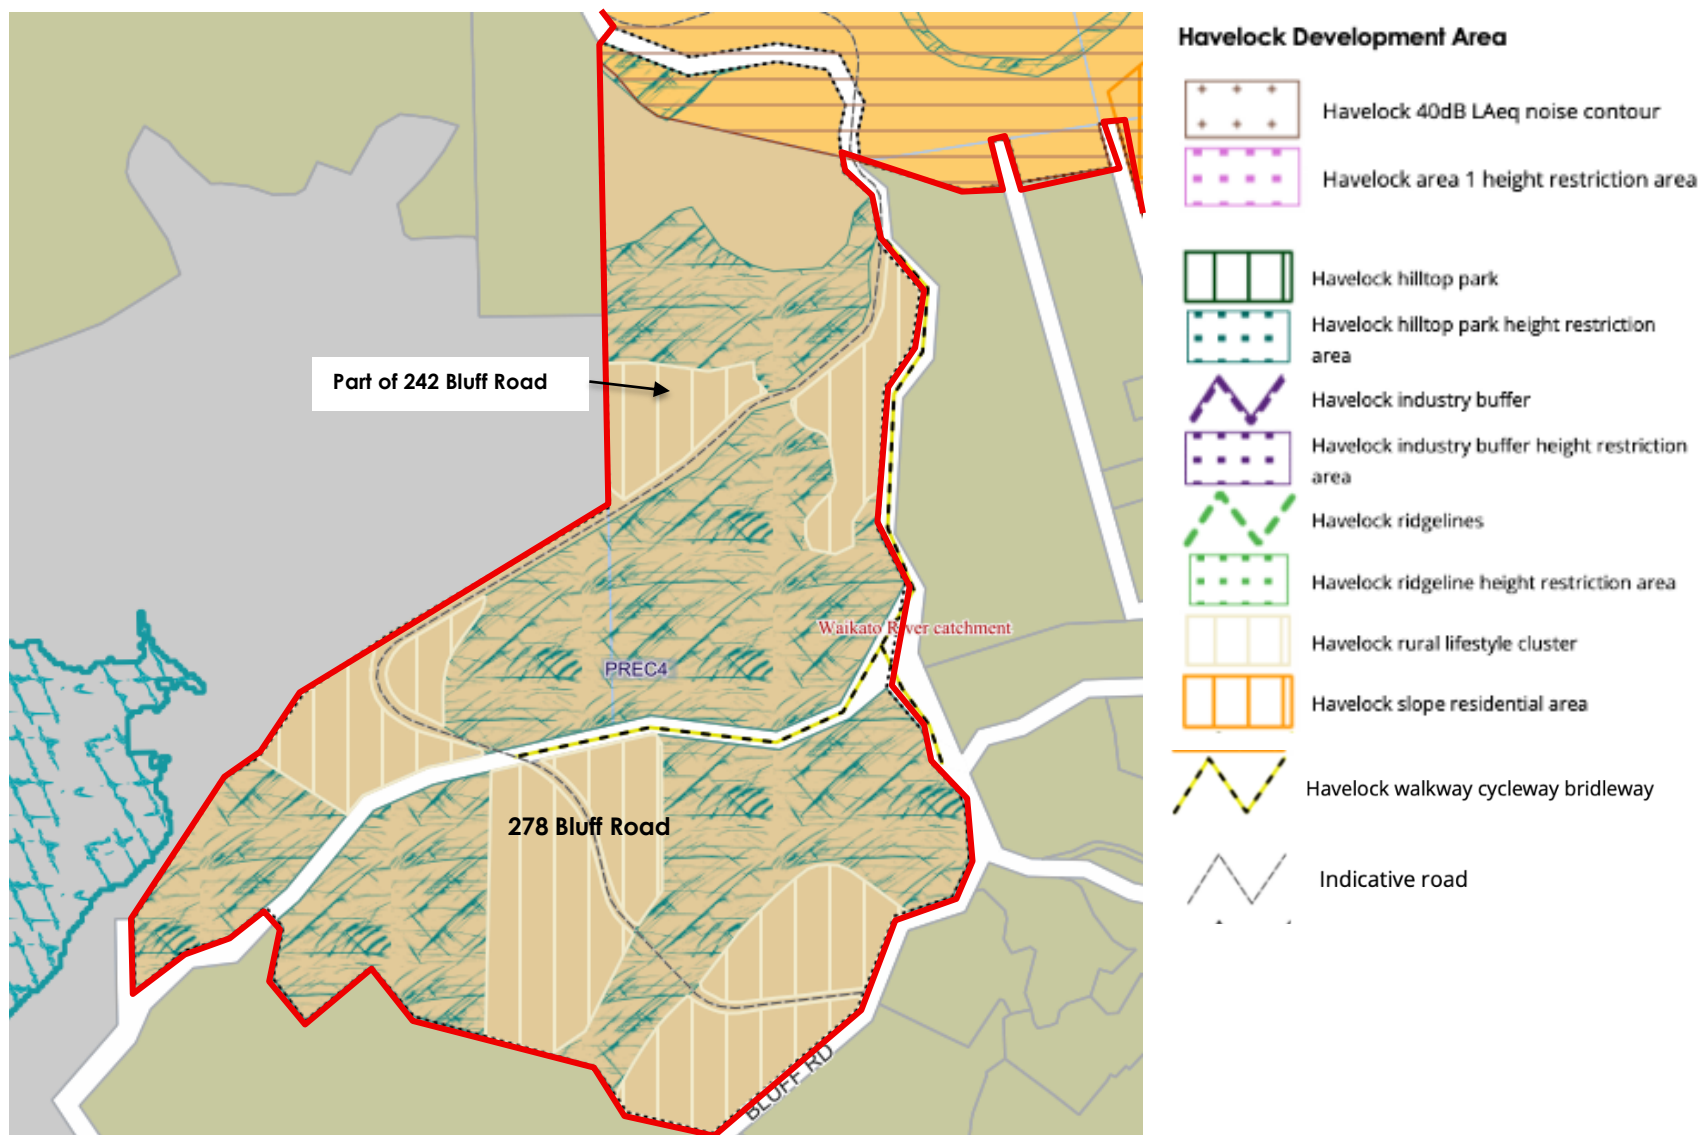 Havelock Development Area
Havelock 40dB LAeq noise contour
Havelock area 1 height restriction area
Havelock hilltop park
Havelock hilltop park height restriction
area
Havelock industry buffer
Havelock industry buffer height restriction
area
Havelock ridgelines
Havelock ridgeline height restriction area
Havelock rural lifestyle cluster
Havelock slope residential area
Havelock walkway cycleway bridleway
Indicative road
Part of 242 Bluff Road
Waikato River catchment
PREC4
278 Bluff Road
BLUFF RD